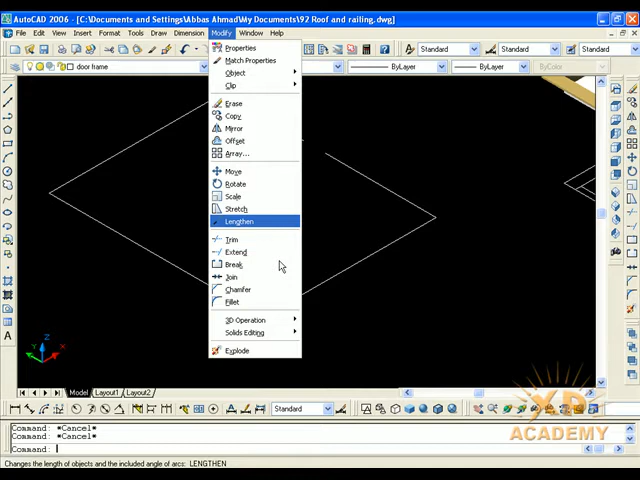 AutoCAD 2006 - [C:\Documents and Settings\Abbas Ahmad\My Documents\92 Roof and railing.dwg]
File Edit View Insert Format Tools Draw Dimension Modify Window Help
Standard Standard
door frame ByLayer ByLayer ByColor
Properties
Match Properties
Object
Clip
Erase
Copy
Mirror
Offset
Array...
Move
Rotate
Scale
Stretch
Lengthen
Trim
Extend
Break
Join
Chamfer
Fillet
3D Operation
Solids Editing
Explode
Z
Y X
Model Layout1 Layout2
Standard
XD
ACADEMY
Command: *Cancel*
Command: *Cancel*
Command:
Changes the length of objects and the included angle of arcs: LENGTHEN